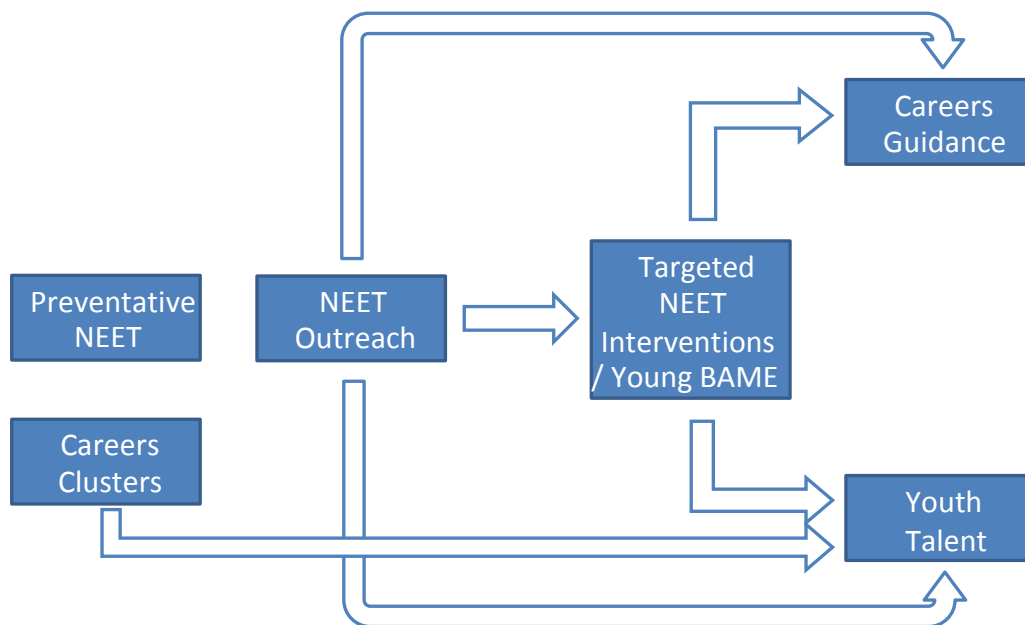 Careers
Guidance
Preventative
NEET
NEET
Outreach
Targeted
NEET
Interventions
/ Young BAME
Careers
Clusters
Youth
Talent